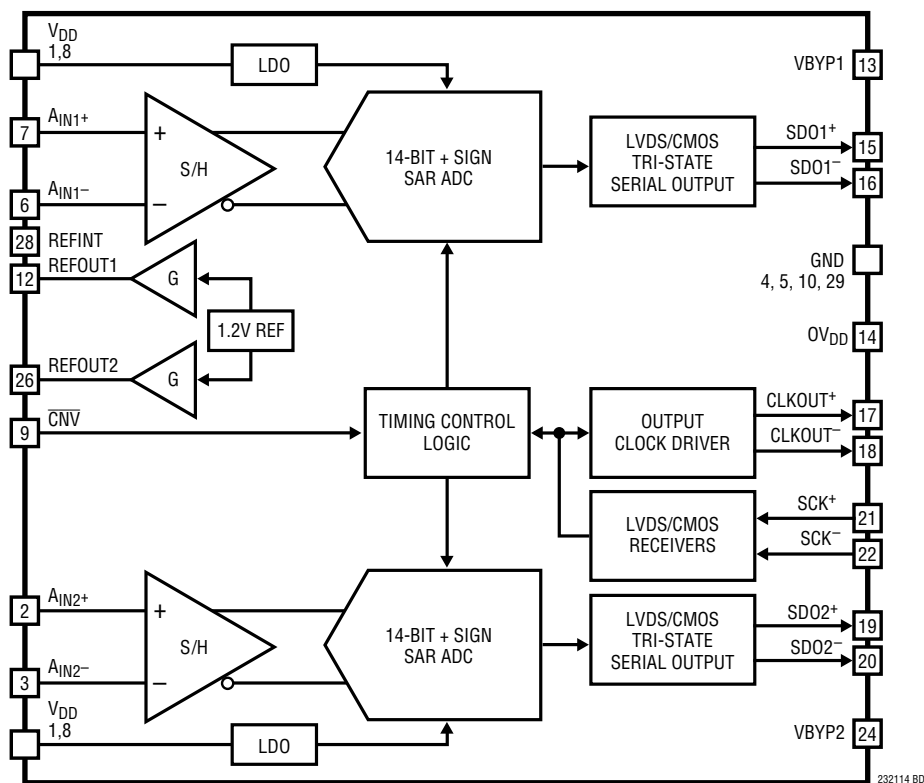 VDD
1,8
LDO
VBYP1
13
7
AIN1+
+
S/H
14-BIT + SIGN
SAR ADC
LVDS/CMOS
TRI-STATE
SERIAL OUTPUT
SDO1+
15
SDO1–
16
6
AIN1–
–
28
REFINT
12
REFOUT1
G
GND
4, 5, 10, 29
1.2V REF
OVDD
14
26
REFOUT2
G
9
CNV
TIMING CONTROL
LOGIC
OUTPUT
CLOCK DRIVER
CLKOUT+
17
CLKOUT–
18
LVDS/CMOS
RECEIVERS
SCK+
21
SCK–
22
2
AIN2+
+
S/H
14-BIT + SIGN
SAR ADC
LVDS/CMOS
TRI-STATE
SERIAL OUTPUT
SDO2+
19
SDO2–
20
3
AIN2–
–
VDD
1,8
LDO
VBYP2
24
232114 BD